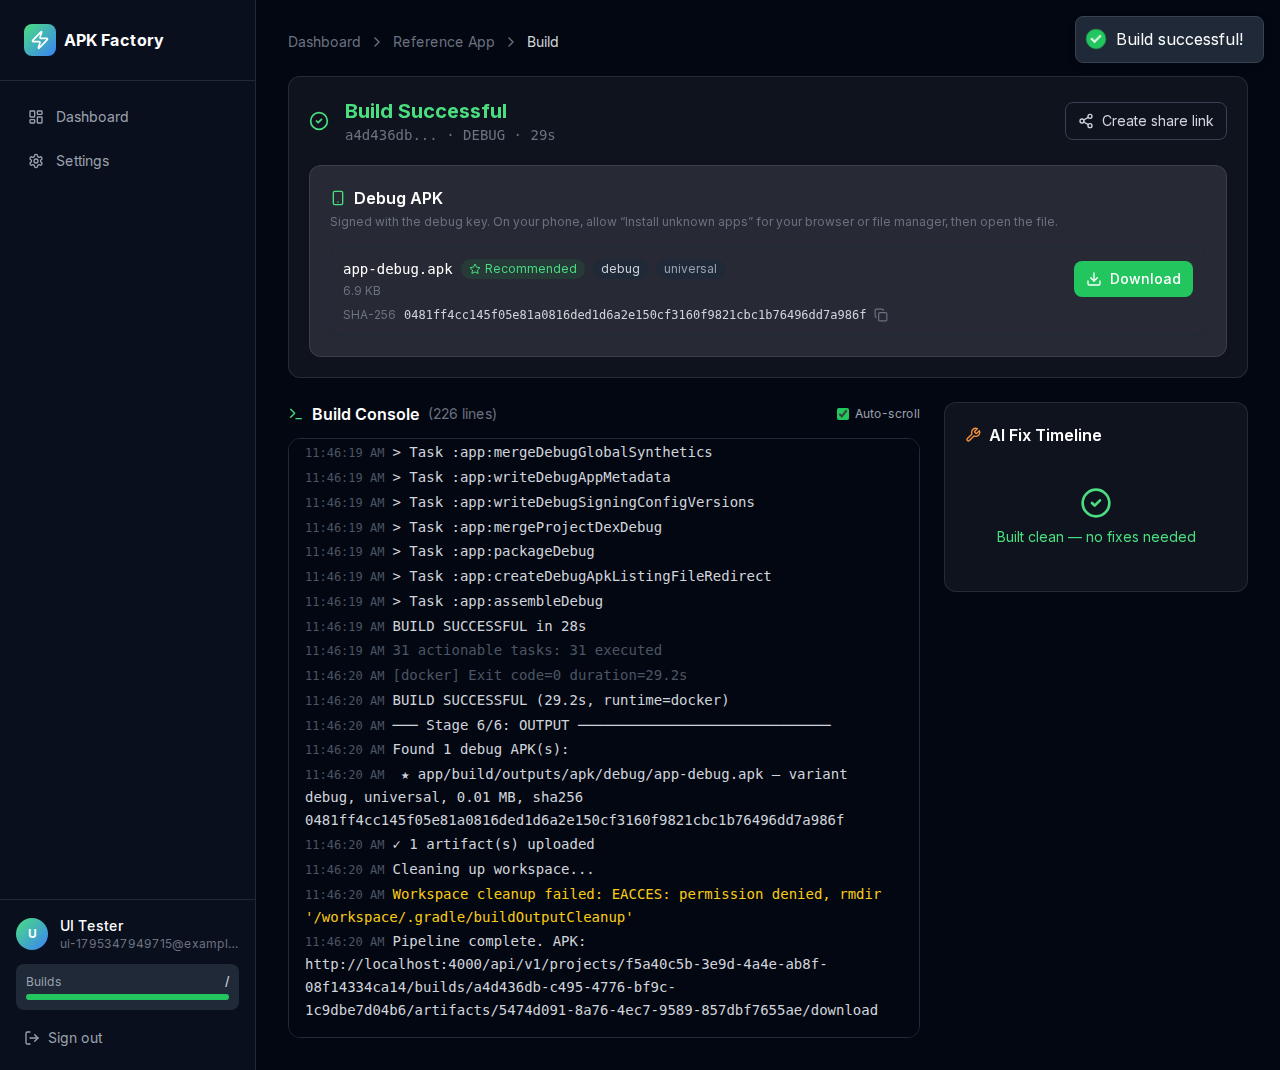 APK Factory
Dashboard
Settings
UI Tester
U
ui-1795347949715@exampl...
Builds
/
Sign out
Dashboard > Reference App > Build
Build successful!
Build Successful
a4d436db... · DEBUG · 29s
Create share link
Debug APK
Signed with the debug key. On your phone, allow “Install unknown apps” for your browser or file manager, then open the file.
app-debug.apk Recommended debug universal
6.9 KB
SHA-256 0481ff4cc145f05e81a0816ded1d6a2e150cf3160f9821cbc1b76496dd7a986f
Download
Build Console (226 lines)
Auto-scroll
11:46:19 AM > Task :app:mergeDebugGlobalSynthetics
11:46:19 AM > Task :app:writeDebugAppMetadata
11:46:19 AM > Task :app:writeDebugSigningConfigVersions
11:46:19 AM > Task :app:mergeProjectDexDebug
11:46:19 AM > Task :app:packageDebug
11:46:19 AM > Task :app:createDebugApkListingFileRedirect
11:46:19 AM > Task :app:assembleDebug
11:46:19 AM BUILD SUCCESSFUL in 28s
11:46:19 AM 31 actionable tasks: 31 executed
11:46:20 AM [docker] Exit code=0 duration=29.2s
11:46:20 AM BUILD SUCCESSFUL (29.2s, runtime=docker)
11:46:20 AM ─── Stage 6/6: OUTPUT ──────────────────────────────
11:46:20 AM Found 1 debug APK(s):
11:46:20 AM ★ app/build/outputs/apk/debug/app-debug.apk — variant
debug, universal, 0.01 MB, sha256
0481ff4cc145f05e81a0816ded1d6a2e150cf3160f9821cbc1b76496dd7a986f
11:46:20 AM ✓ 1 artifact(s) uploaded
11:46:20 AM Cleaning up workspace...
11:46:20 AM Workspace cleanup failed: EACCES: permission denied, rmdir
'/workspace/.gradle/buildOutputCleanup'
11:46:20 AM Pipeline complete. APK:
http://localhost:4000/api/v1/projects/f5a40c5b-3e9d-4a4e-ab8f-
08f14334ca14/builds/a4d436db-c495-4776-bf9c-
1c9dbe7d04b6/artifacts/5474d091-8a76-4ec7-9589-857dbf7655ae/download
AI Fix Timeline
Built clean — no fixes needed